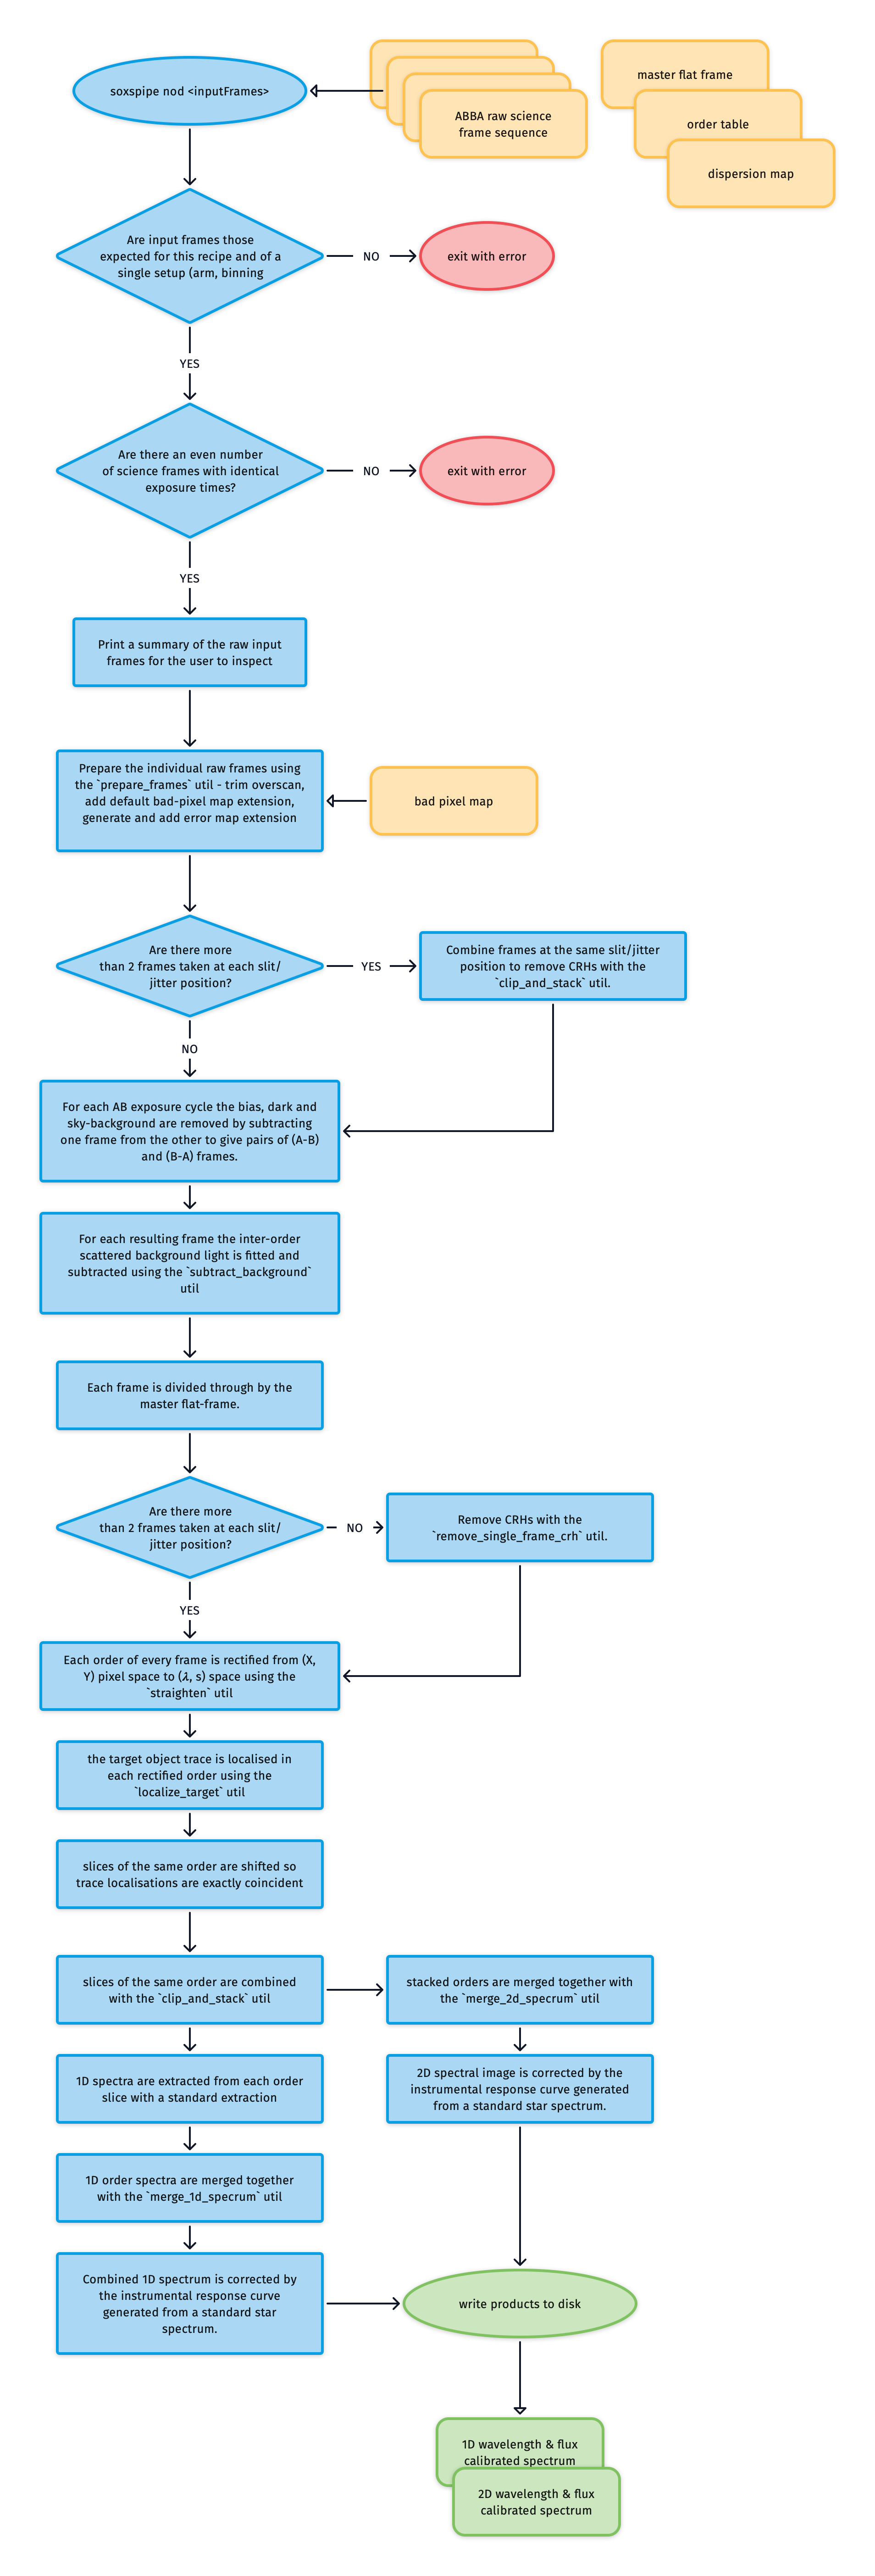 soxspipe nod <inputFrames>
ABBA raw science
frame sequence
master flat frame
order table
dispersion map
Are input frames those
expected for this recipe and of a
single setup (arm, binning
NO
exit with error
YES
Are there an even number
of science frames with identical
exposure times?
NO
exit with error
YES
Print a summary of the raw input
frames for the user to inspect
Prepare the individual raw frames using
the `prepare_frames` util - trim overscan,
add default bad-pixel map extension,
generate and add error map extension
bad pixel map
Are there more
than 2 frames taken at each slit/
jitter position?
YES
Combine frames at the same slit/jitter
position to remove CRHs with the
`clip_and_stack` util.
NO
For each AB exposure cycle the bias, dark and
sky-background are removed by subtracting
one frame from the other to give pairs of (A-B)
and (B-A) frames.
For each resulting frame the inter-order
scattered background light is fitted and
subtracted using the `subtract_background`
util
Each frame is divided through by the
master flat-frame.
Are there more
than 2 frames taken at each slit/
jitter position?
NO
Remove CRHs with the
`remove_single_frame_crh` util.
YES
Each order of every frame is rectified from (X,
Y) pixel space to (λ, s) space using the
`straighten` util
the target object trace is localised in
each rectified order using the
`localize_target` util
slices of the same order are shifted so
trace localisations are exactly coincident
slices of the same order are combined
with the `clip_and_stack` util
stacked orders are merged together with
the `merge_2d_specrum` util
1D spectra are extracted from each order
slice with a standard extraction
2D spectral image is corrected by the
instrumental response curve generated
from a standard star spectrum.
1D order spectra are merged together
with the `merge_1d_specrum` util
Combined 1D spectrum is corrected by
the instrumental response curve
generated from a standard star
spectrum.
write products to disk
1D wavelength & flux
calibrated spectrum
2D wavelength & flux
calibrated spectrum